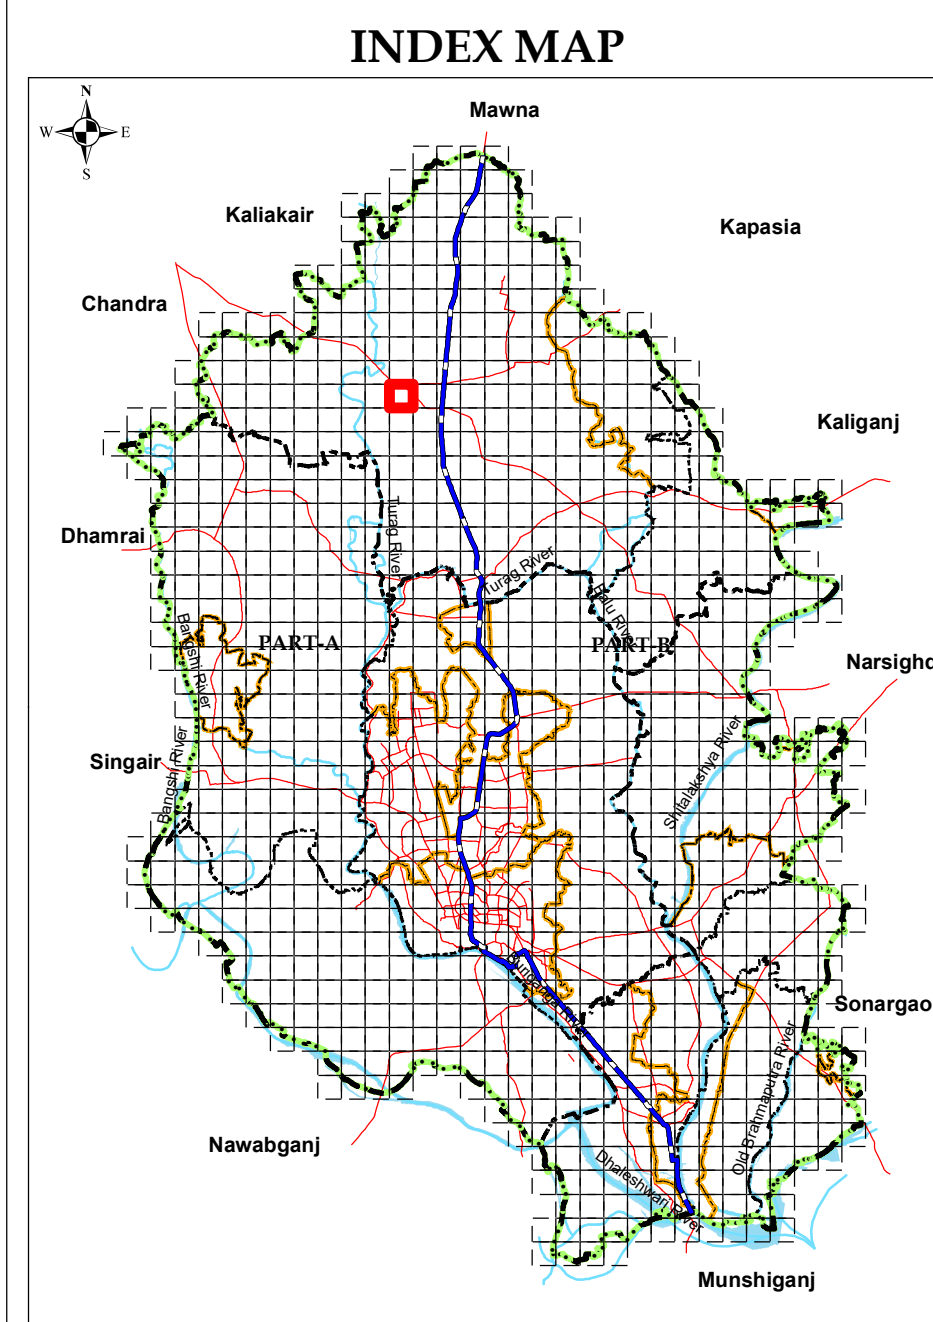 INDEX MAP
N
W E
S
Mawna
Kaliakair
Kapasia
Chandra
Kaliganj
Dhamrai
Turag River
Turag River
Balu River
Bangshi River
PART-A
PART-B
Narsighd
Singair
Bangshi River
Shitalakshya River
Buriganga River
Sonargao
Old Brahmaputra River
Nawabganj
Dhaleshwari River
Munshiganj